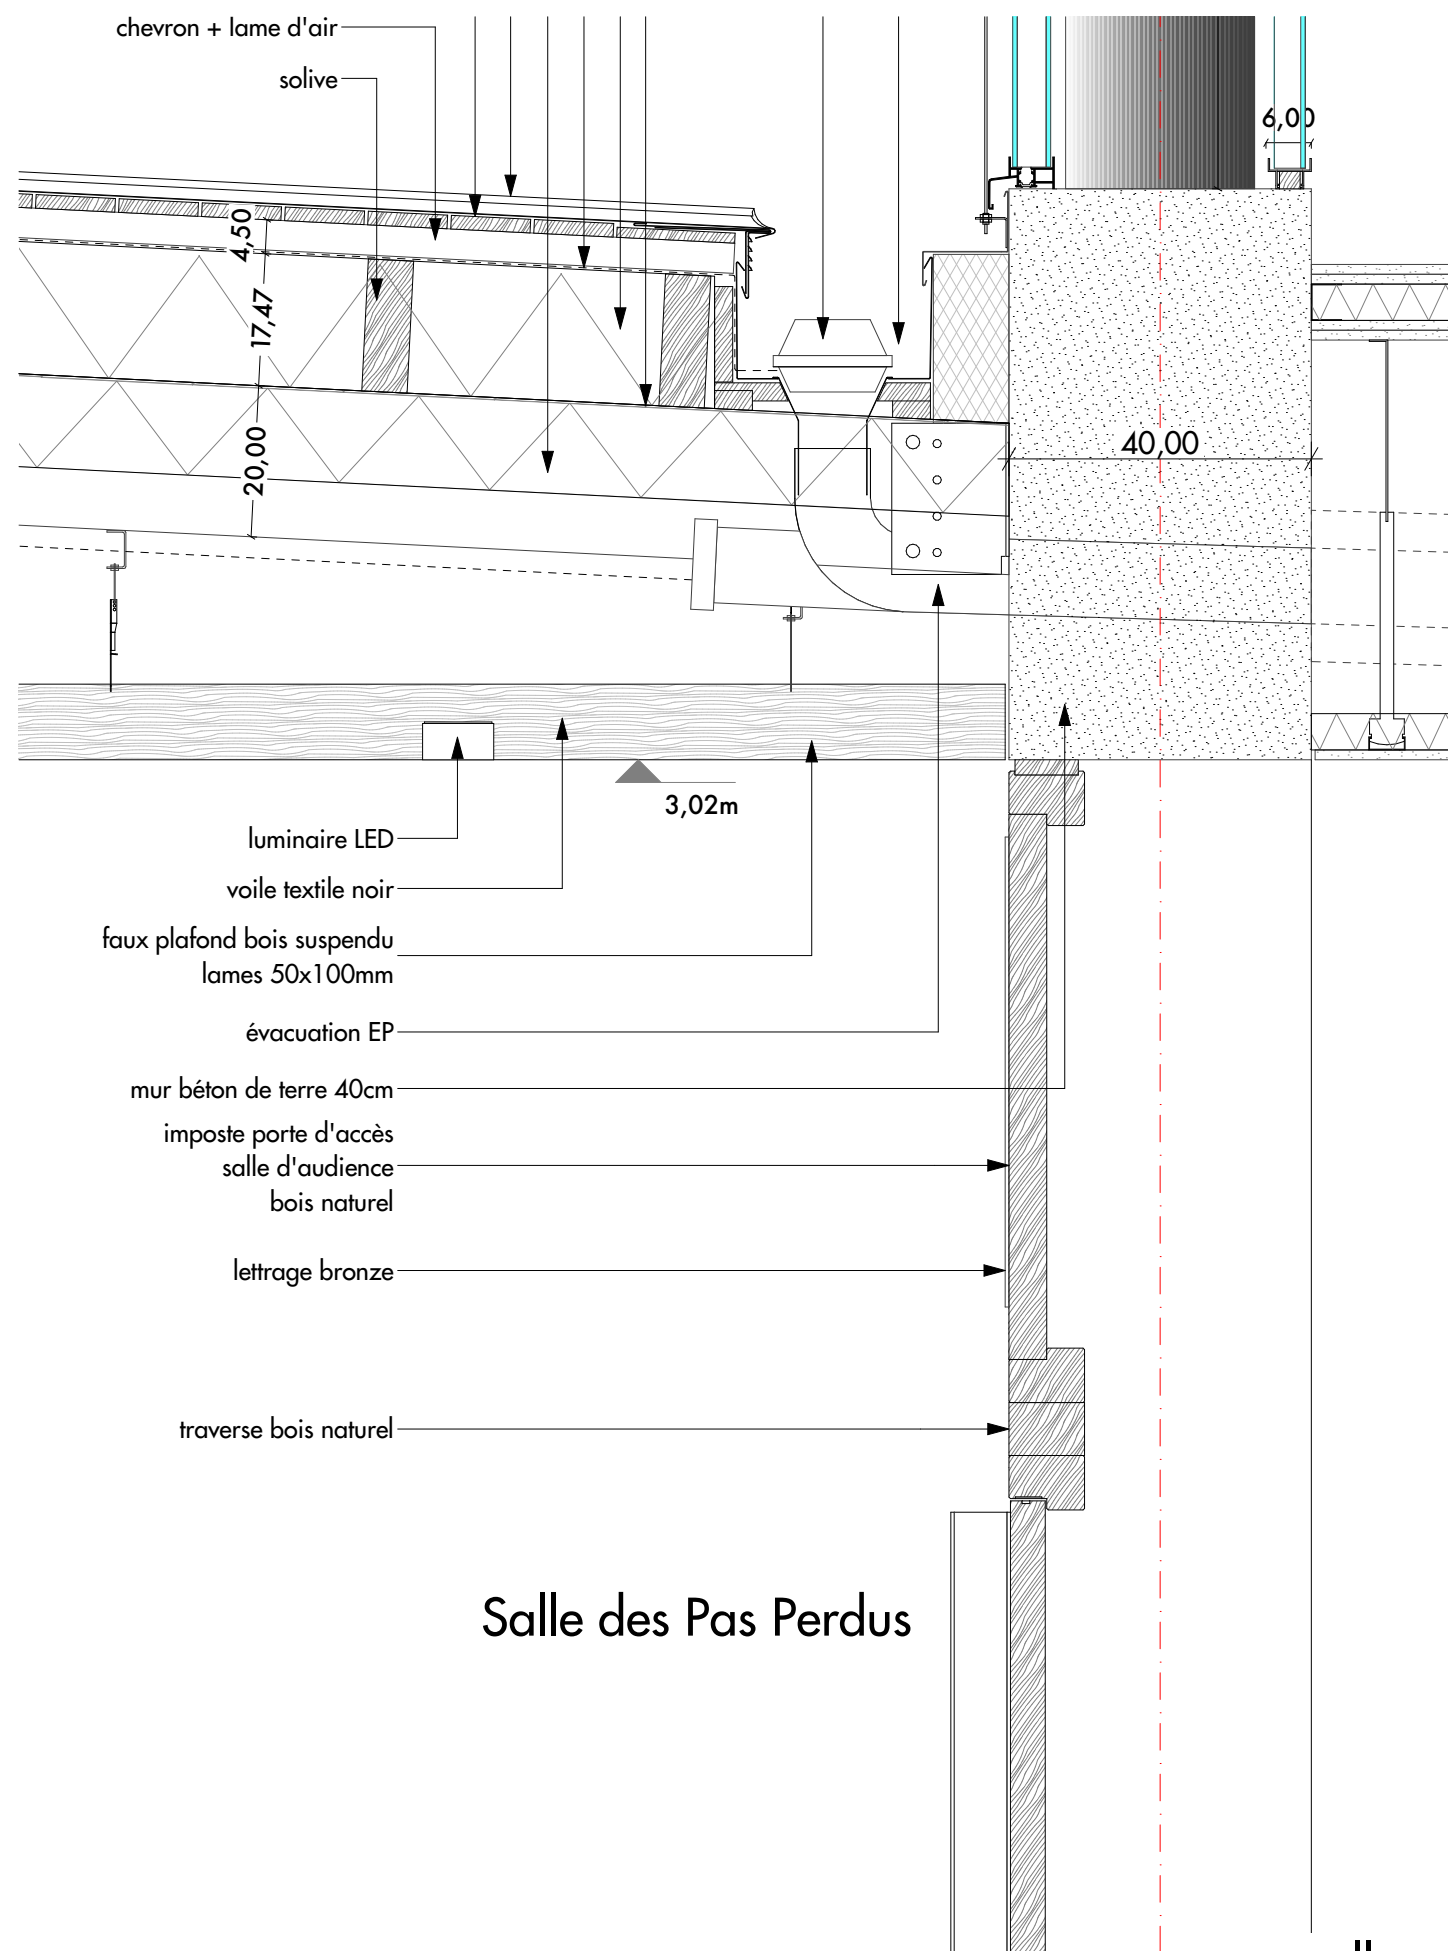 chevron + lame d'air
solive
6,00
4,50
17,47
20,00
40,00
3,02m
luminaire LED
voile textile noir
faux plafond bois suspendu
lames 50x100mm
évacuation EP
mur béton de terre 40cm
imposte porte d'accès
salle d'audience
bois naturel
lettrage bronze
traverse bois naturel
Salle des Pas Perdus